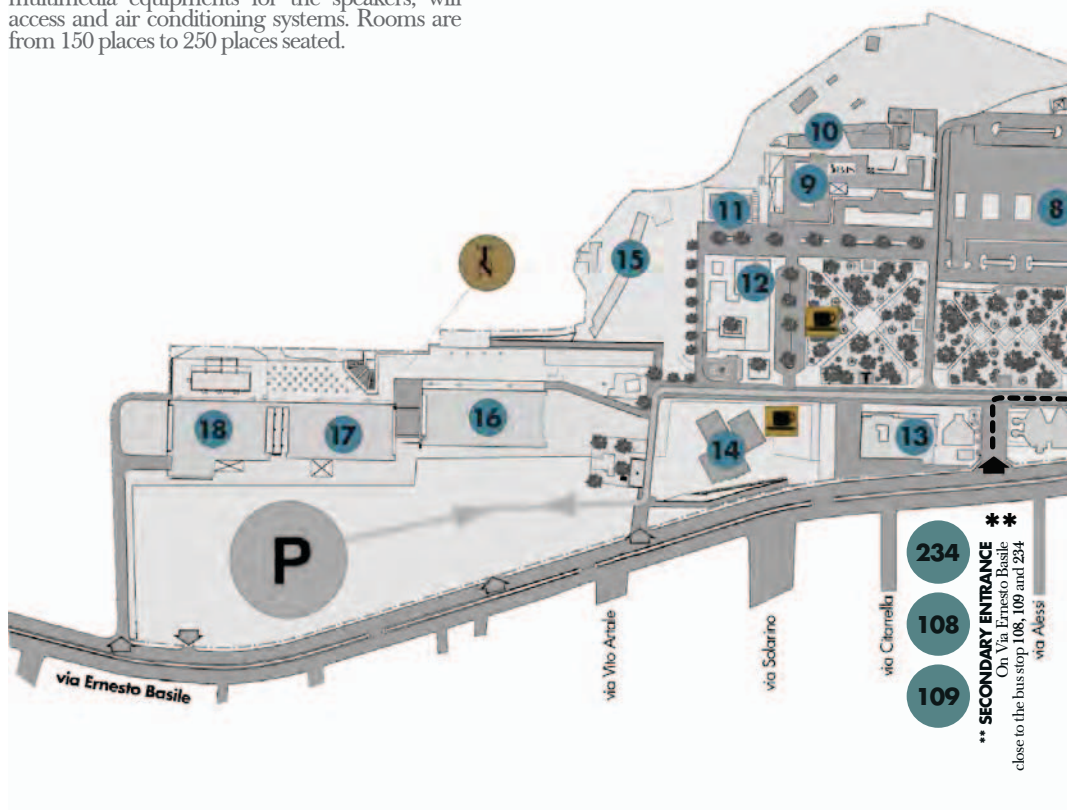 multimedia equipments for the speakers, wifi
access and air conditioning systems. Rooms are
from 150 places to 250 places seated.
10
9
8
11
15
12
16
18
17
14
13
P
234
108
109
** SECONDARY ENTRANCE **
On Via Ernesto Basile
close to the bus stop 108, 109 and 234
via Ernesto Basile
via Vito Artale
via Solarino
via Citarrella
via Alessi